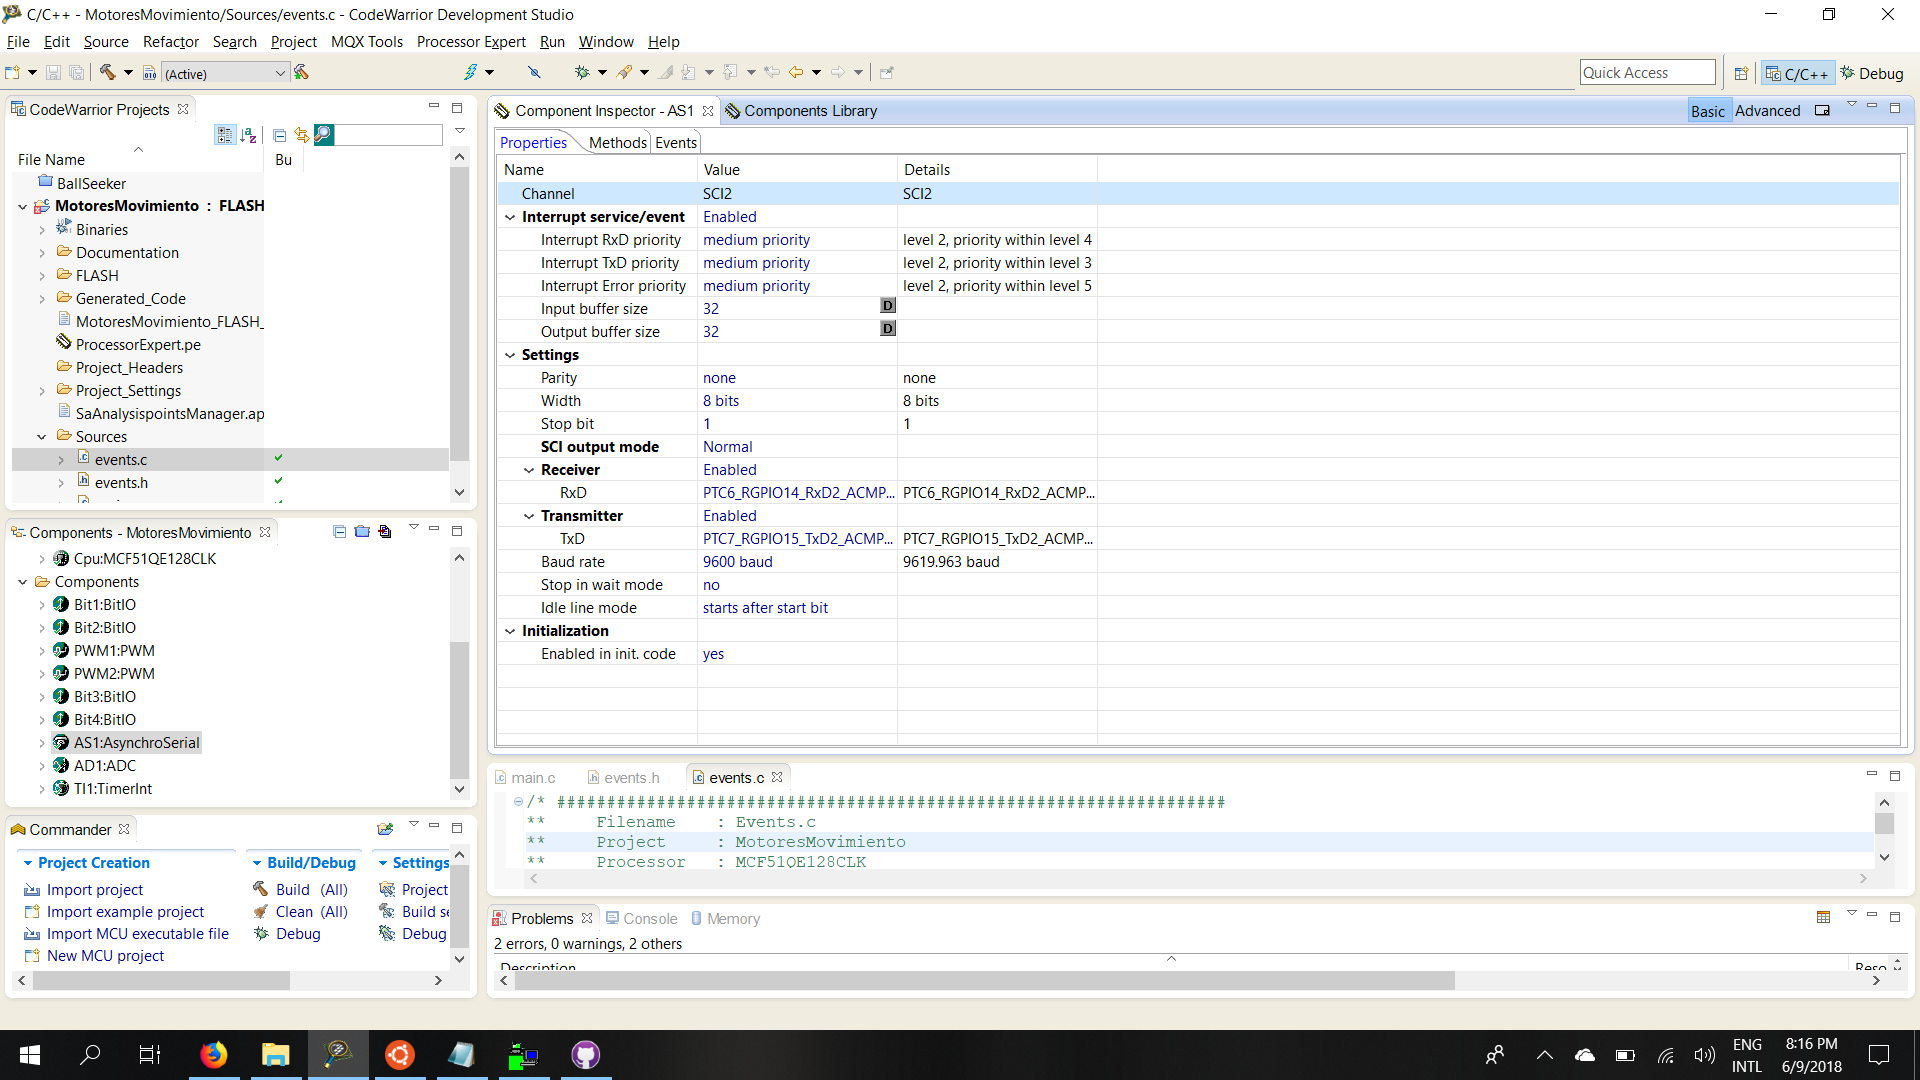 C/C++ - MotoresMovimiento/Sources/events.c - CodeWarrior Development Studio
File Edit Source Refactor Search Project MQX Tools Processor Expert Run Window Help
(Active)
Quick Access
C/C++
Debug
CodeWarrior Projects
File Name Bu
BallSeeker
MotoresMovimiento : FLASH
Binaries
Documentation
FLASH
Generated_Code
MotoresMovimiento_FLASH_
ProcessorExpert.pe
Project_Headers
Project_Settings
SaAnalysispointsManager.ap
Sources
events.c
events.h
Components - MotoresMovimiento
Cpu:MCF51QE128CLK
Components
Bit1:BitIO
Bit2:BitIO
PWM1:PWM
PWM2:PWM
Bit3:BitIO
Bit4:BitIO
AS1:AsynchroSerial
AD1:ADC
TI1:TimerInt
Commander
Project Creation
Import project
Import example project
Import MCU executable file
New MCU project
Build/Debug
Build (All)
Clean (All)
Debug
Settings
Project
Build se
Debug
Component Inspector - AS1
Components Library
Basic Advanced
Properties Methods Events
Name Value Details
Channel SCI2 SCI2
Interrupt service/event Enabled
Interrupt RxD priority medium priority level 2, priority within level 4
Interrupt TxD priority medium priority level 2, priority within level 3
Interrupt Error priority medium priority level 2, priority within level 5
Input buffer size 32 D
Output buffer size 32 D
Settings
Parity none none
Width 8 bits 8 bits
Stop bit 1 1
SCI output mode Normal
Receiver Enabled
RxD PTC6_RGPIO14_RxD2_ACMP... PTC6_RGPIO14_RxD2_ACMP...
Transmitter Enabled
TxD PTC7_RGPIO15_TxD2_ACMP... PTC7_RGPIO15_TxD2_ACMP...
Baud rate 9600 baud 9619.963 baud
Stop in wait mode no
Idle line mode starts after start bit
Initialization
Enabled in init. code yes
main.c events.h events.c
/* ###################################################################
** Filename : Events.c
** Project : MotoresMovimiento
** Processor : MCF51QE128CLK
Problems Console Memory
2 errors, 0 warnings, 2 others
Description Reso
ENG
INTL
8:16 PM
6/9/2018